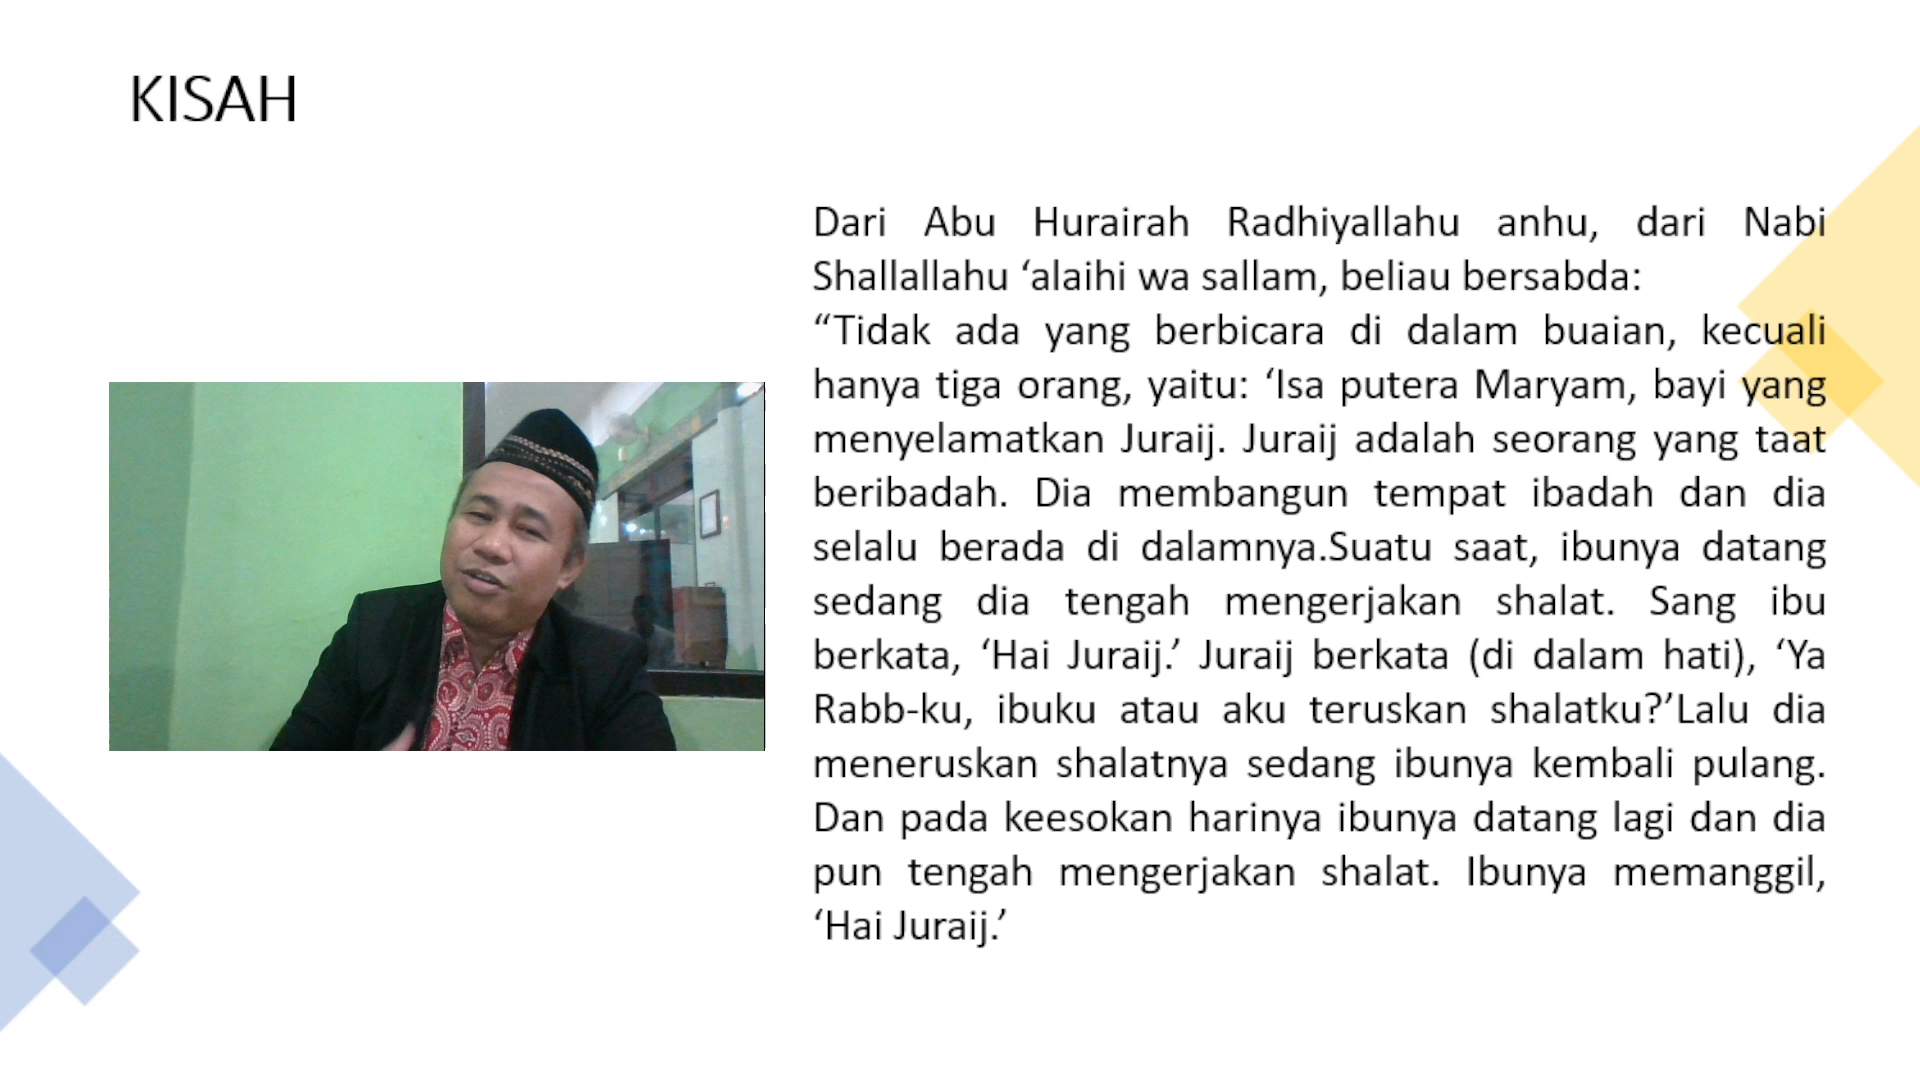 KISAH
Dari Abu Hurairah Radhiyallahu anhu, dari Nabi
Shallallahu ‘alaihi wa sallam, beliau bersabda:
“Tidak ada yang berbicara di dalam buaian, kecuali
hanya tiga orang, yaitu: ‘Isa putera Maryam, bayi yang
menyelamatkan Juraij. Juraij adalah seorang yang taat
beribadah. Dia membangun tempat ibadah dan dia
selalu berada di dalamnya.Suatu saat, ibunya datang
sedang dia tengah mengerjakan shalat. Sang ibu
berkata, ‘Hai Juraij.’ Juraij berkata (di dalam hati), ‘Ya
Rabb-ku, ibuku atau aku teruskan shalatku?’Lalu dia
meneruskan shalatnya sedang ibunya kembali pulang.
Dan pada keesokan harinya ibunya datang lagi dan dia
pun tengah mengerjakan shalat. Ibunya memanggil,
‘Hai Juraij.’